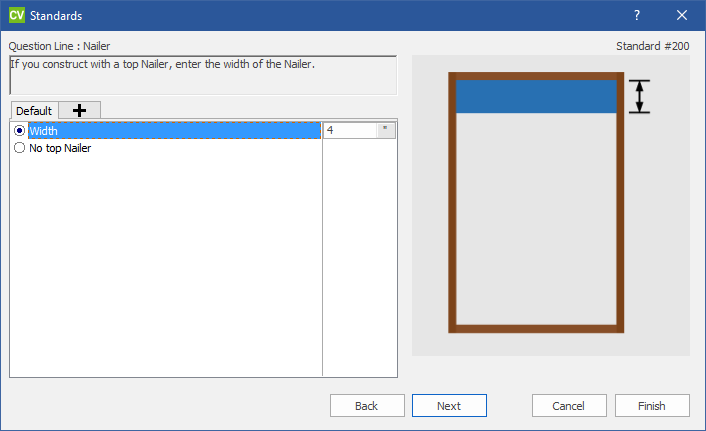 CV Standards
Question Line : Nailer
Standard #200
If you construct with a top Nailer, enter the width of the Nailer.
Default
Width
4 "
No top Nailer
Back
Next
Cancel
Finish